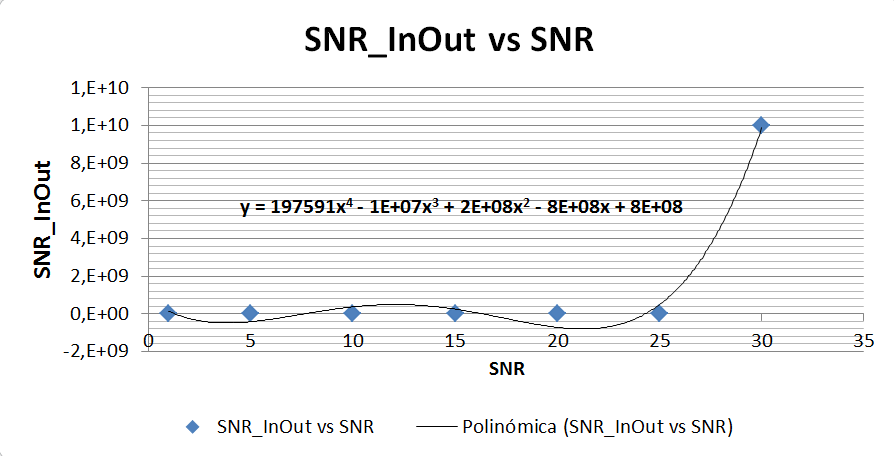 SNR_InOut vs SNR
1,E+10
1,E+10
8,E+09
6,E+09
4,E+09
2,E+09
0,E+00
-2,E+09
SNR_InOut
y = 197591x⁴ - 1E+07x³ + 2E+08x² - 8E+08x + 8E+08
0 5 10 15 20 25 30 35
SNR
SNR_InOut vs SNR Polinómica (SNR_InOut vs SNR)